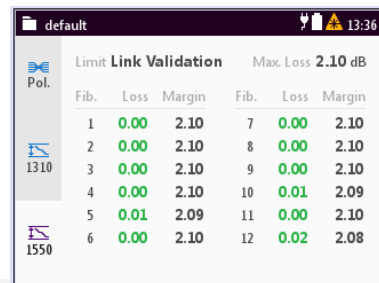 default 13:36
Limit Link Validation Max. Loss 2.10 dB
Pol.
Fib. Loss Margin Fib. Loss Margin
1 0.00 2.10 7 0.00 2.10
2 0.00 2.10 8 0.00 2.10
1310
3 0.00 2.10 9 0.00 2.10
4 0.00 2.10 10 0.01 2.09
5 0.01 2.09 11 0.00 2.10
6 0.00 2.10 12 0.02 2.08
1550